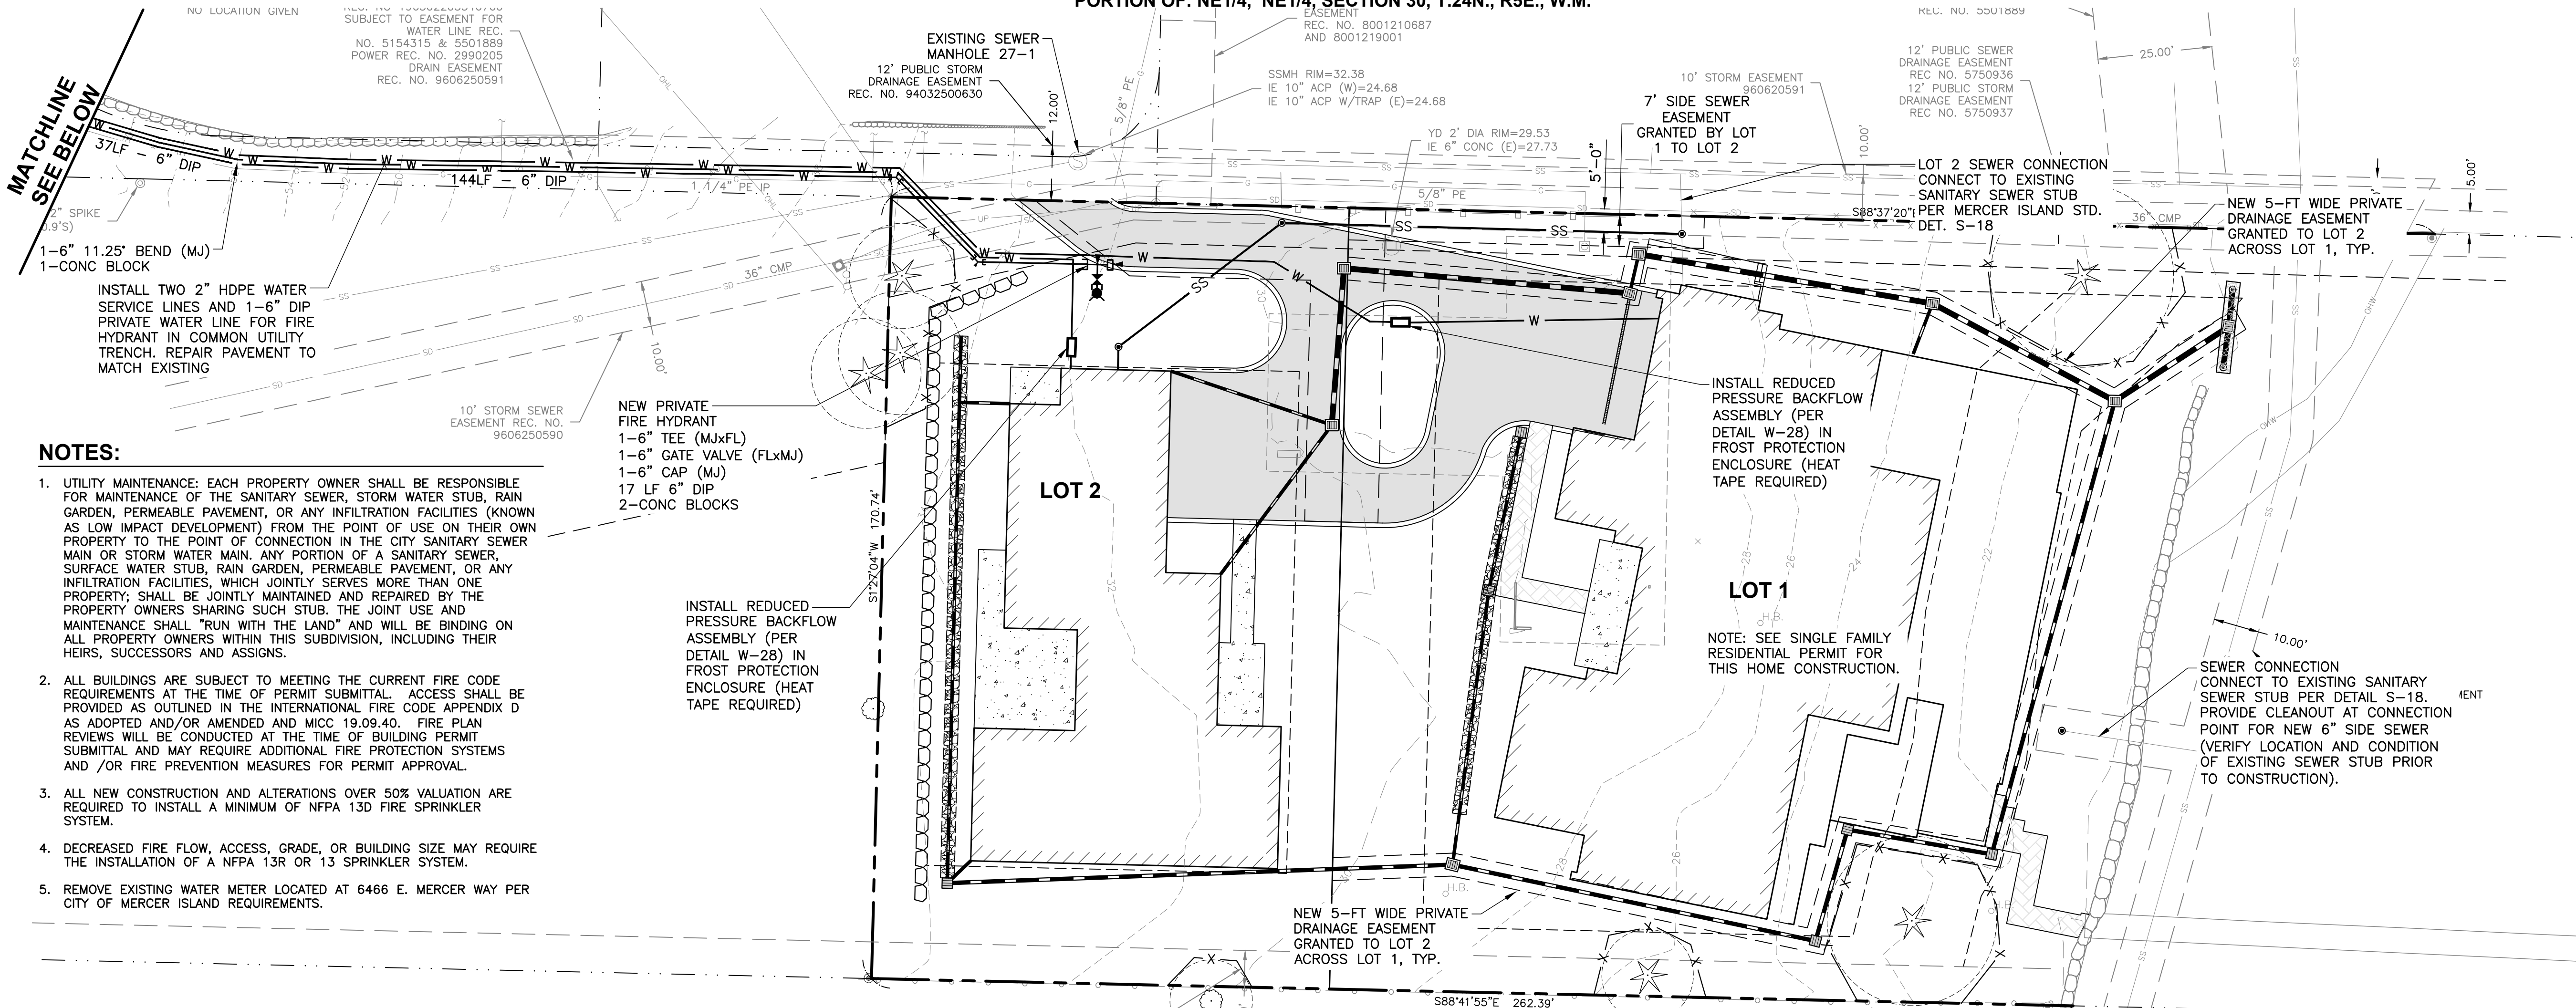 PORTION OF: NE1/4, NE1/4, SECTION 30, T.24N., R5E., W.M.
NO LOCATION GIVEN
SUBJECT TO EASEMENT FOR
WATER LINE REC.
NO. 5154315 & 5501889
POWER REC. NO. 2990205
DRAIN EASEMENT
REC. NO. 9606250591
EXISTING SEWER
MANHOLE 27-1
12' PUBLIC STORM
DRAINAGE EASEMENT
REC. NO. 94032500630
12.00'
5/8" PE
EASEMENT
REC. NO. 8001210687
AND 8001219001
SSMH RIM=32.38
IE 10" ACP (W)=24.68
IE 10" ACP W/TRAP (E)=24.68
YD 2' DIA RIM=29.53
IE 6" CONC (E)=27.73
10' STORM EASEMENT
960620591
7' SIDE SEWER
EASEMENT
GRANTED BY LOT
1 TO LOT 2
5'-0"
10.00'
REC. NO. 5501889
12' PUBLIC SEWER
DRAINAGE EASEMENT
REC NO. 5750936
12' PUBLIC STORM
DRAINAGE EASEMENT
REC NO. 5750937
25.00'
LOT 2 SEWER CONNECTION
CONNECT TO EXISTING
SANITARY SEWER STUB
PER MERCER ISLAND STD.
DET. S-18
S88°37'20"E
36" CMP
5.00'
NEW 5-FT WIDE PRIVATE
DRAINAGE EASEMENT
GRANTED TO LOT 2
ACROSS LOT 1, TYP.
MATCHLINE
SEE BELOW
37LF - 6" DIP
144LF - 6" DIP
1 1/4" PE IP
5/8" PE
2" SPIKE
0.9'S)
1-6" 11.25° BEND (MJ)
1-CONC BLOCK
INSTALL TWO 2" HDPE WATER
SERVICE LINES AND 1-6" DIP
PRIVATE WATER LINE FOR FIRE
HYDRANT IN COMMON UTILITY
TRENCH. REPAIR PAVEMENT TO
MATCH EXISTING
36" CMP
10.00'
10' STORM SEWER
EASEMENT REC. NO.
9606250590
NEW PRIVATE
FIRE HYDRANT
1-6" TEE (MJxFL)
1-6" GATE VALVE (FLxMJ)
1-6" CAP (MJ)
17 LF 6" DIP
2-CONC BLOCKS
S1°27'04"W 170.74'
INSTALL REDUCED
PRESSURE BACKFLOW
ASSEMBLY (PER
DETAIL W-28) IN
FROST PROTECTION
ENCLOSURE (HEAT
TAPE REQUIRED)
LOT 2
INSTALL REDUCED
PRESSURE BACKFLOW
ASSEMBLY (PER
DETAIL W-28) IN
FROST PROTECTION
ENCLOSURE (HEAT
TAPE REQUIRED)
LOT 1
H.B.
NOTE: SEE SINGLE FAMILY
RESIDENTIAL PERMIT FOR
THIS HOME CONSTRUCTION.
10.00'
SEWER CONNECTION
CONNECT TO EXISTING SANITARY
SEWER STUB PER DETAIL S-18.
PROVIDE CLEANOUT AT CONNECTION
POINT FOR NEW 6" SIDE SEWER
(VERIFY LOCATION AND CONDITION
OF EXISTING SEWER STUB PRIOR
TO CONSTRUCTION).
NEW 5-FT WIDE PRIVATE
DRAINAGE EASEMENT
GRANTED TO LOT 2
ACROSS LOT 1, TYP.
H.B.
S88°41'55"E 262.39'
NOTES:
1. UTILITY MAINTENANCE: EACH PROPERTY OWNER SHALL BE RESPONSIBLE
FOR MAINTENANCE OF THE SANITARY SEWER, STORM WATER STUB, RAIN
GARDEN, PERMEABLE PAVEMENT, OR ANY INFILTRATION FACILITIES (KNOWN
AS LOW IMPACT DEVELOPMENT) FROM THE POINT OF USE ON THEIR OWN
PROPERTY TO THE POINT OF CONNECTION IN THE CITY SANITARY SEWER
MAIN OR STORM WATER MAIN. ANY PORTION OF A SANITARY SEWER,
SURFACE WATER STUB, RAIN GARDEN, PERMEABLE PAVEMENT, OR ANY
INFILTRATION FACILITIES, WHICH JOINTLY SERVES MORE THAN ONE
PROPERTY; SHALL BE JOINTLY MAINTAINED AND REPAIRED BY THE
PROPERTY OWNERS SHARING SUCH STUB. THE JOINT USE AND
MAINTENANCE SHALL "RUN WITH THE LAND" AND WILL BE BINDING ON
ALL PROPERTY OWNERS WITHIN THIS SUBDIVISION, INCLUDING THEIR
HEIRS, SUCCESSORS AND ASSIGNS.
2. ALL BUILDINGS ARE SUBJECT TO MEETING THE CURRENT FIRE CODE
REQUIREMENTS AT THE TIME OF PERMIT SUBMITTAL. ACCESS SHALL BE
PROVIDED AS OUTLINED IN THE INTERNATIONAL FIRE CODE APPENDIX D
AS ADOPTED AND/OR AMENDED AND MICC 19.09.40. FIRE PLAN
REVIEWS WILL BE CONDUCTED AT THE TIME OF BUILDING PERMIT
SUBMITTAL AND MAY REQUIRE ADDITIONAL FIRE PROTECTION SYSTEMS
AND /OR FIRE PREVENTION MEASURES FOR PERMIT APPROVAL.
3. ALL NEW CONSTRUCTION AND ALTERATIONS OVER 50% VALUATION ARE
REQUIRED TO INSTALL A MINIMUM OF NFPA 13D FIRE SPRINKLER
SYSTEM.
4. DECREASED FIRE FLOW, ACCESS, GRADE, OR BUILDING SIZE MAY REQUIRE
THE INSTALLATION OF A NFPA 13R OR 13 SPRINKLER SYSTEM.
5. REMOVE EXISTING WATER METER LOCATED AT 6466 E. MERCER WAY PER
CITY OF MERCER ISLAND REQUIREMENTS.